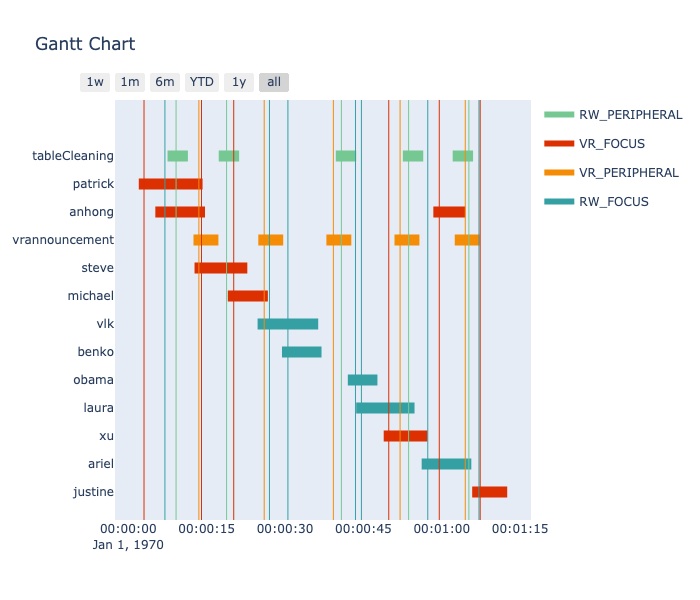 Gantt Chart
1w 1m 6m YTD 1y all
RW_PERIPHERAL
VR_FOCUS
VR_PERIPHERAL
RW_FOCUS
tableCleaning
patrick
anhong
vrannouncement
steve
michael
vlk
benko
obama
laura
xu
ariel
justine
00:00:00 00:00:15 00:00:30 00:00:45 00:01:00 00:01:15
Jan 1, 1970